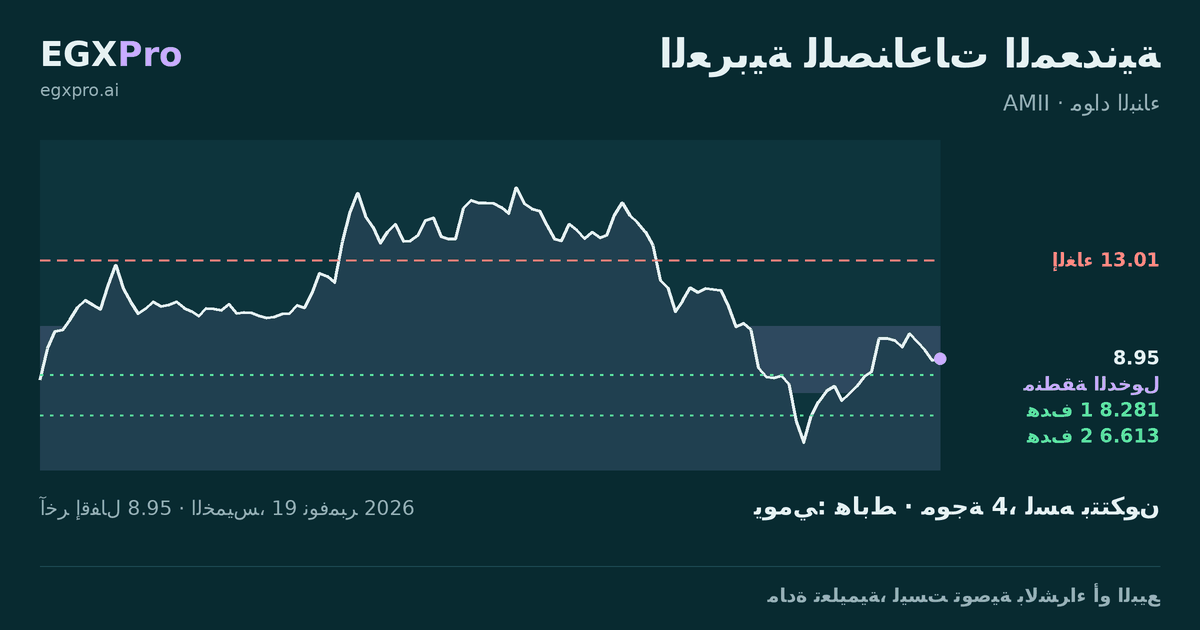 EGXPro
egxpro.ai
العربية للصناعات المعدنية
AMII · مواد البناء
إلغاء 13.01
8.95
منطقة الدخول
هدف 1 8.281
هدف 2 6.613
آخر إقفال 8.95 · الخميس، 19 نوفمبر 2026
يومي: هابط · موجة 4، لسه بتتكون
مادة تعليمية، ليست توصية بالشراء أو البيع